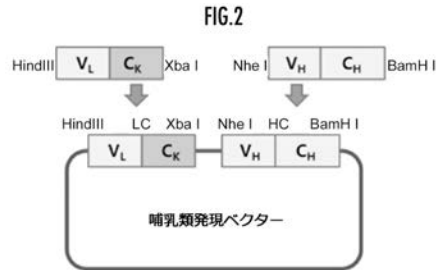 FIG.2
HindIII V_L C_K Xba I Nhe I V_H C_H BamH I
HindIII LC Xba I Nhe I HC BamH I
V_L C_K V_H C_H
哺乳類発現ベクター